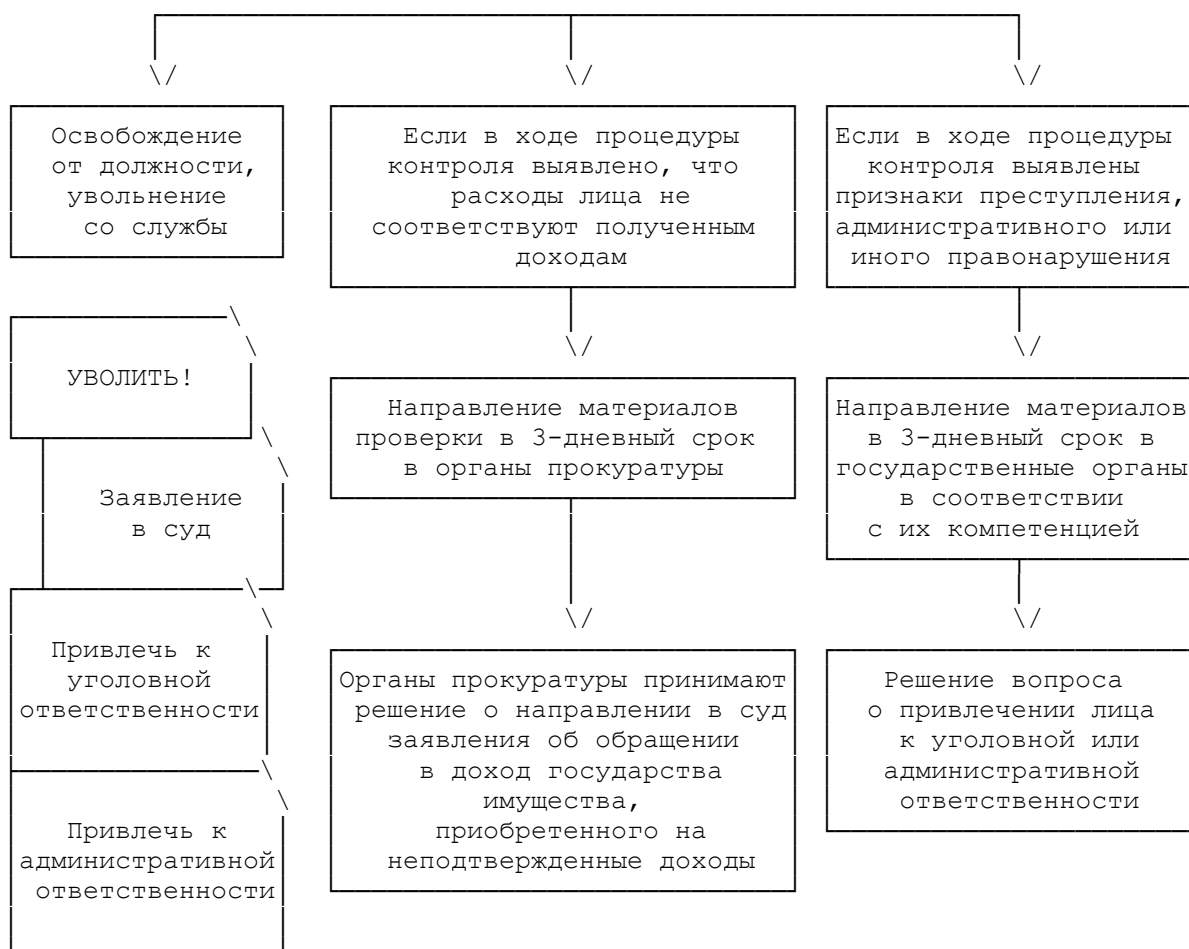 Освобождение
от должности,
увольнение
со службы
Если в ходе процедуры
контроля выявлено, что
расходы лица не
соответствуют полученным
доходам
Если в ходе процедуры
контроля выявлены
признаки преступления,
административного или
иного правонарушения
УВОЛИТЬ!
Направление материалов
проверки в 3-дневный срок
в органы прокуратуры
Направление материалов
в 3-дневный срок в
государственные органы
в соответствии
с их компетенцией
Заявление
в суд
Привлечь к
уголовной
ответственности
Органы прокуратуры принимают
решение о направлении в суд
заявления об обращении
в доход государства
имущества,
приобретенного на
неподтвержденные доходы
Решение вопроса
о привлечении лица
к уголовной или
административной
ответственности
Привлечь к
административной
ответственности